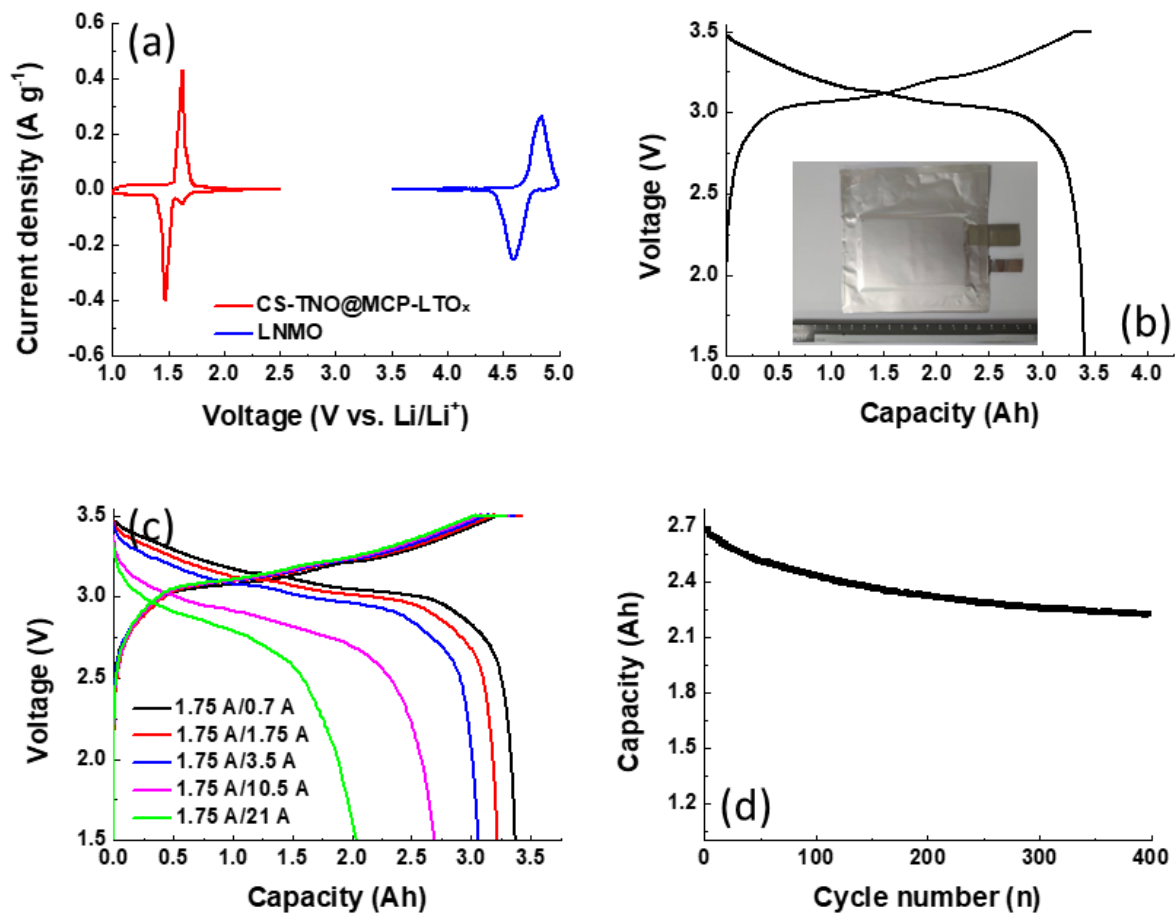 (a)
0.6
0.4
0.2
0.0
-0.2
-0.4
-0.6
Current density (A g⁻¹)
CS-TNO@MCP-LTOₓ
LNMO
1.0 1.5 2.0 2.5 3.0 3.5 4.0 4.5 5.0
Voltage (V vs. Li/Li⁺)
3.5
3.0
2.5
2.0
1.5
Voltage (V)
(b)
0.0 0.5 1.0 1.5 2.0 2.5 3.0 3.5 4.0
Capacity (Ah)
(c)
3.5
3.0
2.5
2.0
1.5
Voltage (V)
1.75 A/0.7 A
1.75 A/1.75 A
1.75 A/3.5 A
1.75 A/10.5 A
1.75 A/21 A
0.0 0.5 1.0 1.5 2.0 2.5 3.0 3.5
Capacity (Ah)
2.7
2.4
2.1
1.8
1.5
1.2
Capacity (Ah)
(d)
0 100 200 300 400
Cycle number (n)